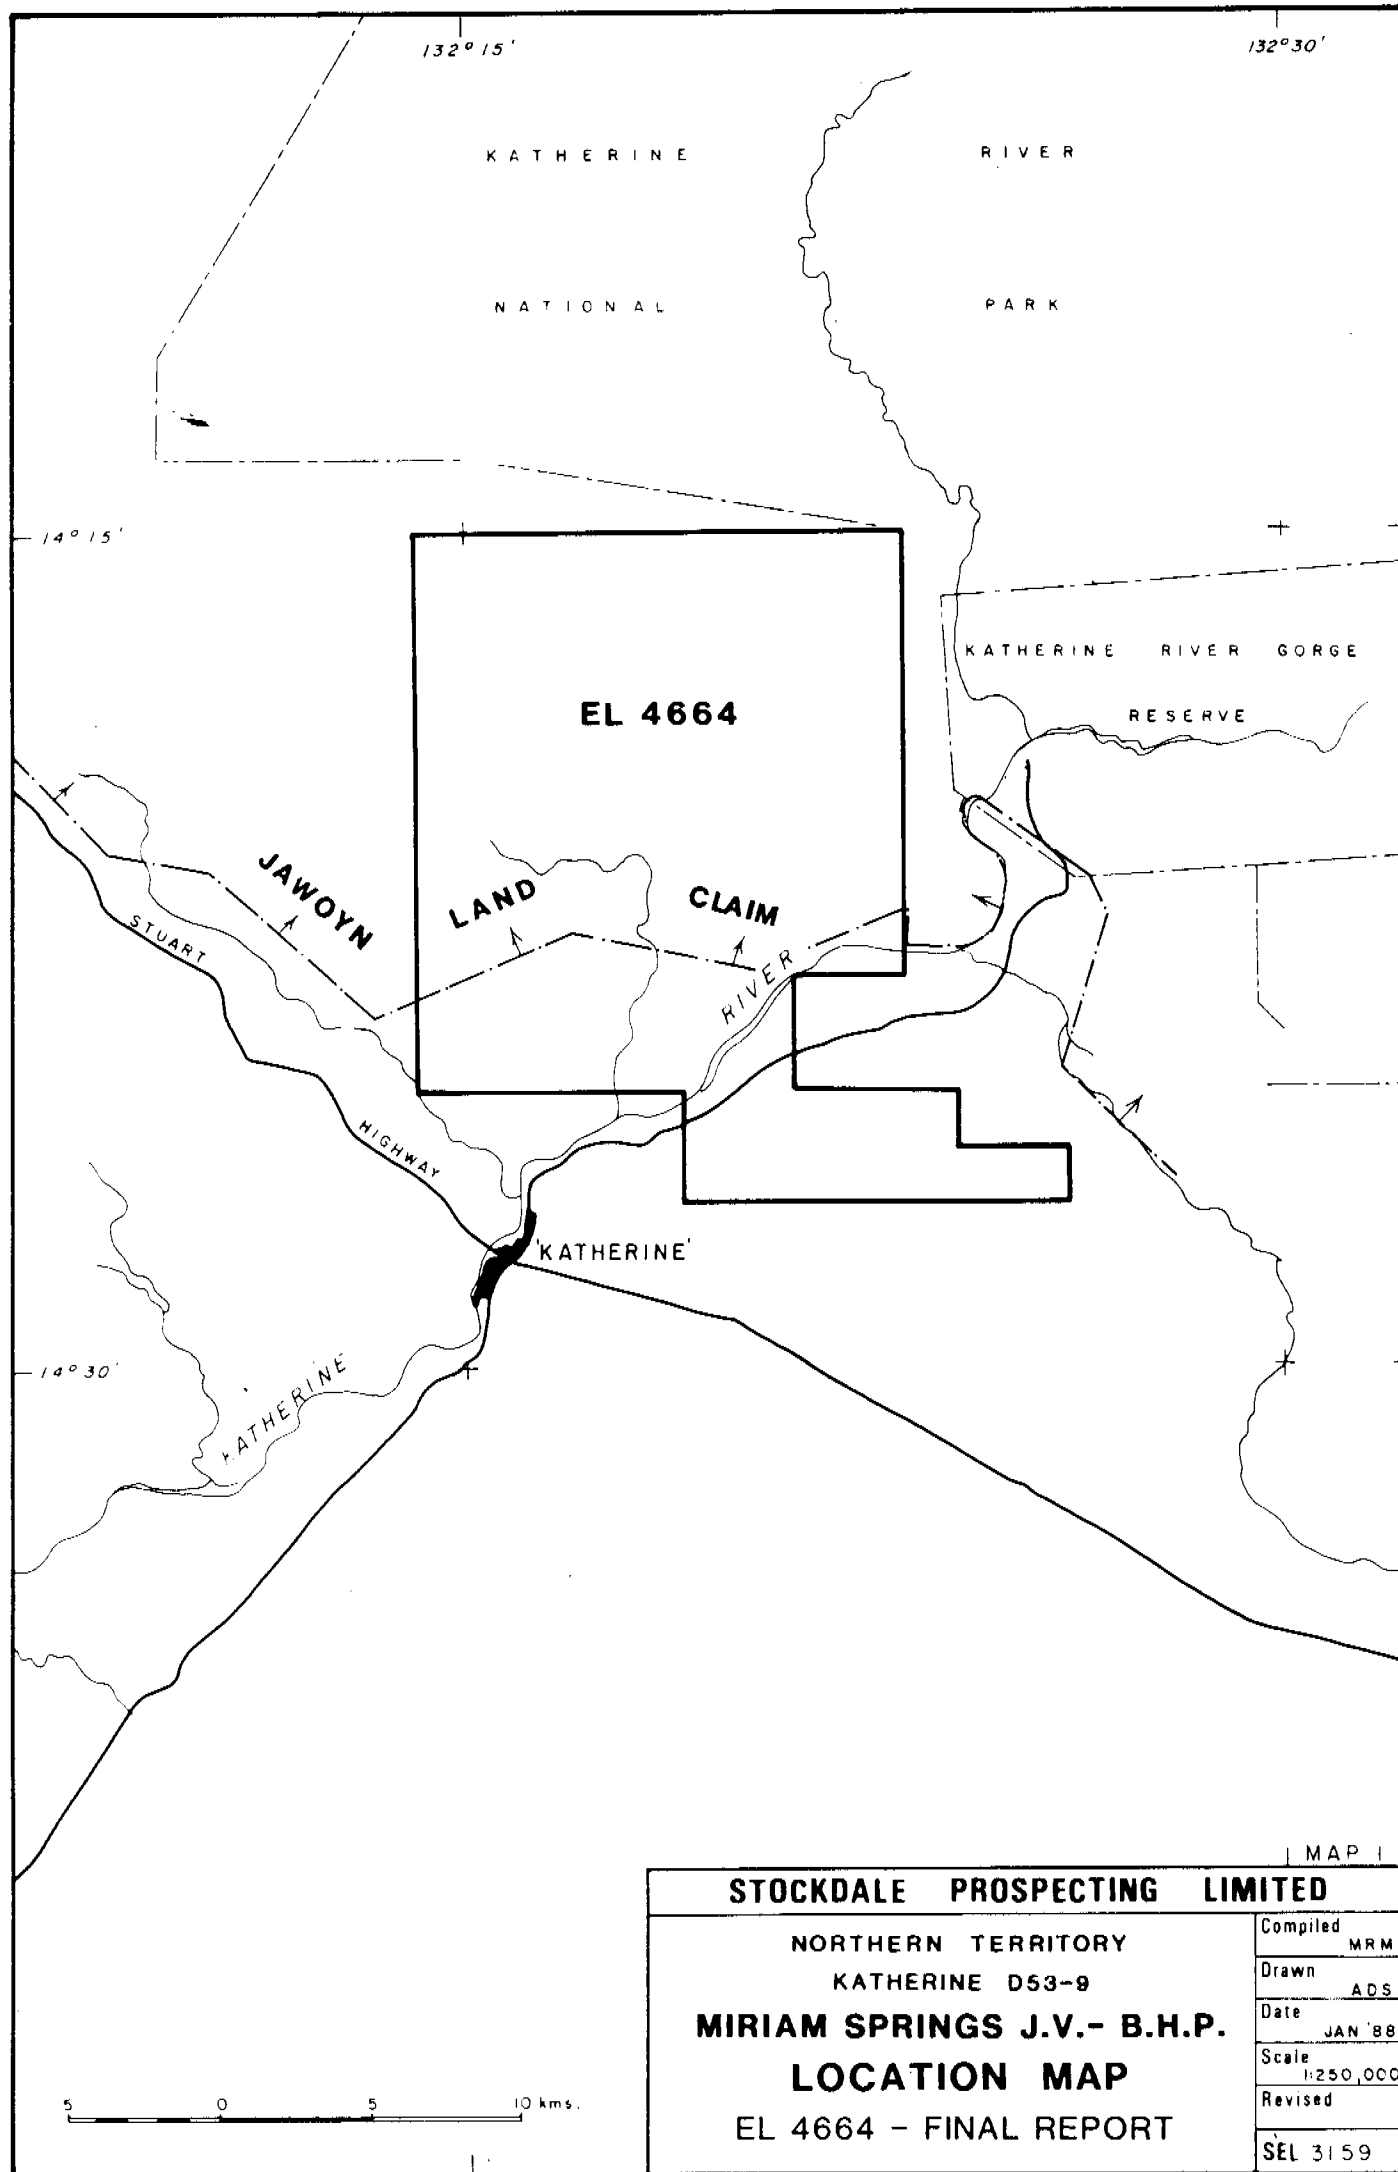 132° 15'
132° 30'
KATHERINE RIVER
NATIONAL PARK
14° 15'
KATHERINE RIVER GORGE
RESERVE
EL 4664
JAWOYN LAND CLAIM
STUART
RIVER
HIGHWAY
'KATHERINE'
14° 30'
KATHERINE
MAP 1
STOCKDALE PROSPECTING LIMITED
NORTHERN TERRITORY
KATHERINE D53-9
MIRIAM SPRINGS J.V.- B.H.P.
LOCATION MAP
EL 4664 - FINAL REPORT
Compiled
MRM
Drawn
ADS
Date
JAN '88
Scale
1:250,000
Revised
SEL 3159
5 0 5 10 kms.